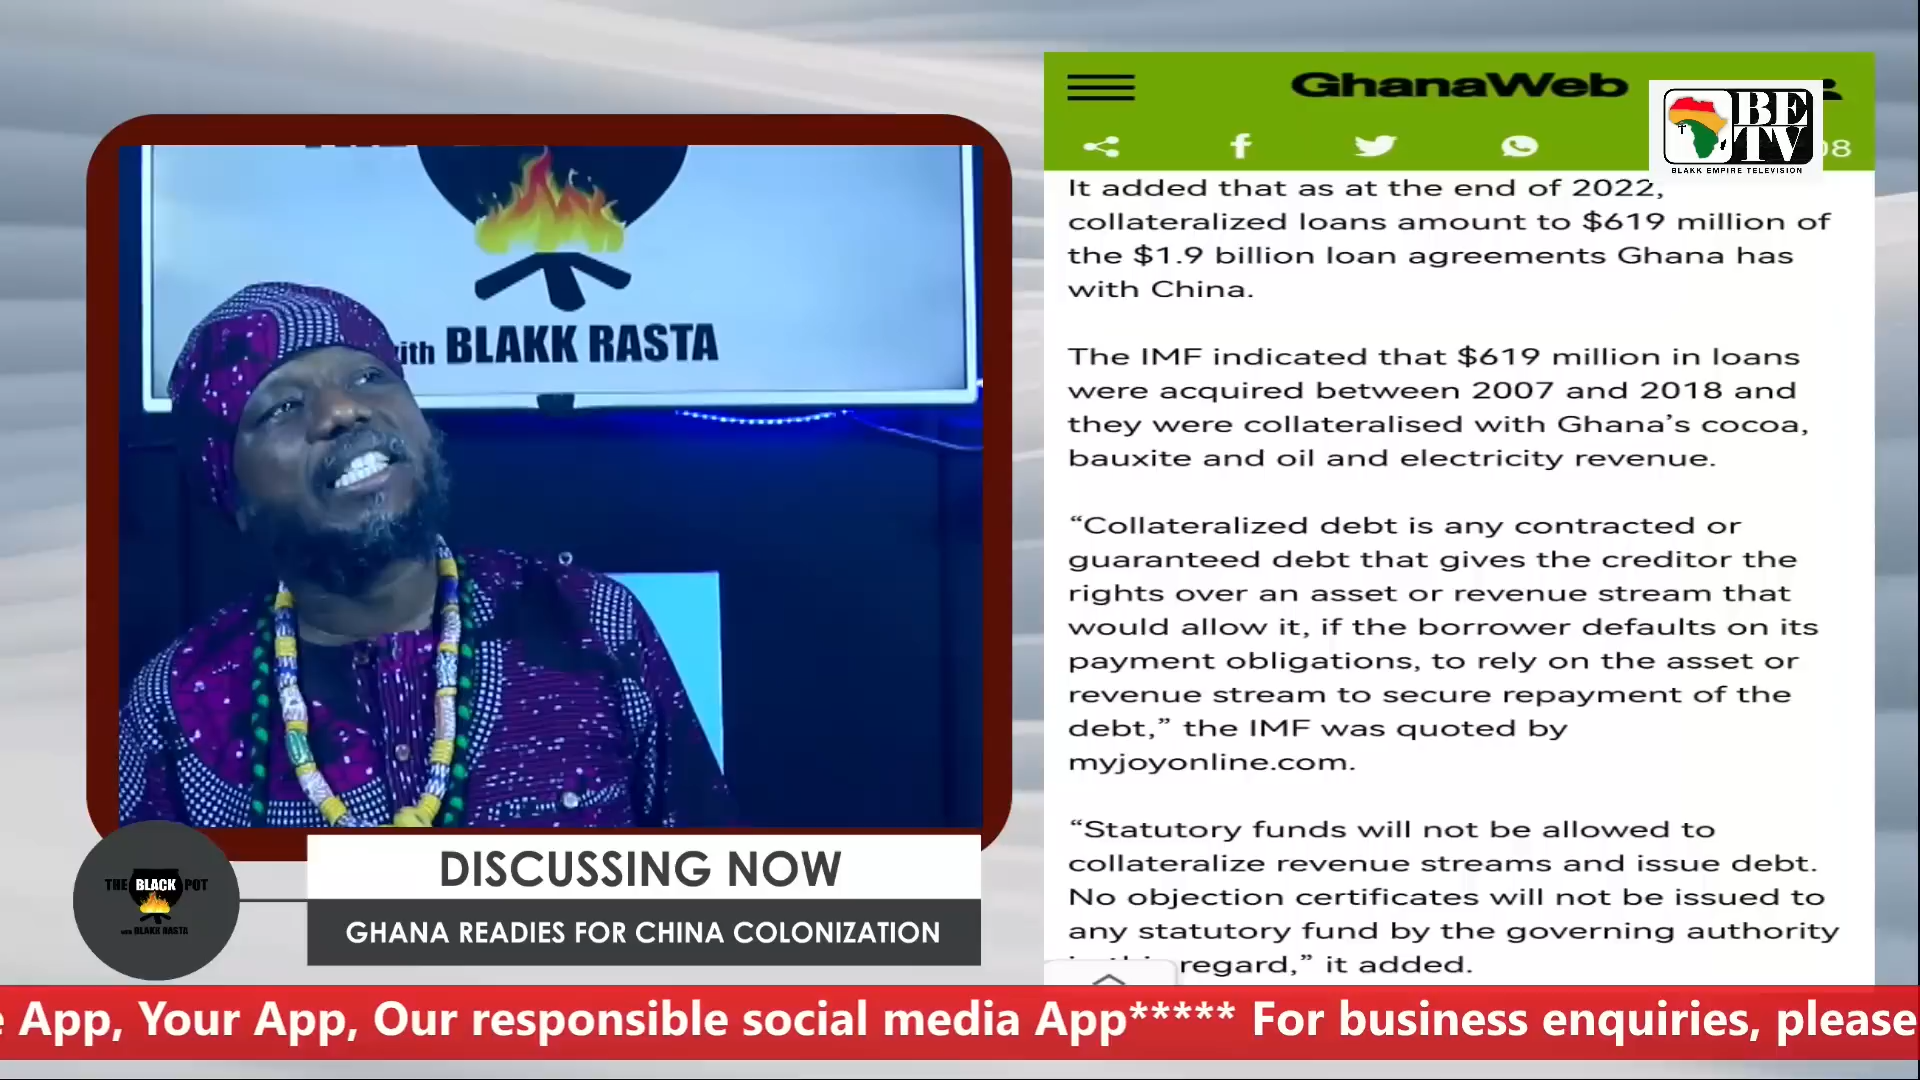 with BLAKK RASTA
THE BLACK POT
with BLAKK RASTA
DISCUSSING NOW
GHANA READIES FOR CHINA COLONIZATION
GhanaWeb
08
BE
TV
BLAKK EMPIRE TELEVISION
It added that as at the end of 2022,
collateralized loans amount to $619 million of
the $1.9 billion loan agreements Ghana has
with China.
The IMF indicated that $619 million in loans
were acquired between 2007 and 2018 and
they were collateralised with Ghana’s cocoa,
bauxite and oil and electricity revenue.
“Collateralized debt is any contracted or
guaranteed debt that gives the creditor the
rights over an asset or revenue stream that
would allow it, if the borrower defaults on its
payment obligations, to rely on the asset or
revenue stream to secure repayment of the
debt,” the IMF was quoted by
myjoyonline.com.
“Statutory funds will not be allowed to
collateralize revenue streams and issue debt.
No objection certificates will not be issued to
any statutory fund by the governing authority
regard,” it added.
e App, Your App, Our responsible social media App***** For business enquiries, please